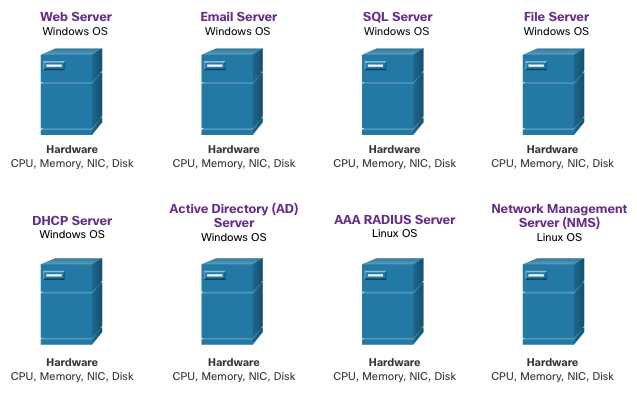 Web Server
Windows OS
Hardware
CPU, Memory, NIC, Disk
Email Server
Windows OS
Hardware
CPU, Memory, NIC, Disk
SQL Server
Windows OS
Hardware
CPU, Memory, NIC, Disk
File Server
Windows OS
Hardware
CPU, Memory, NIC, Disk
DHCP Server
Windows OS
Hardware
CPU, Memory, NIC, Disk
Active Directory (AD)
Server
Windows OS
Hardware
CPU, Memory, NIC, Disk
AAA RADIUS Server
Linux OS
Hardware
CPU, Memory, NIC, Disk
Network Management
Server (NMS)
Linux OS
Hardware
CPU, Memory, NIC, Disk